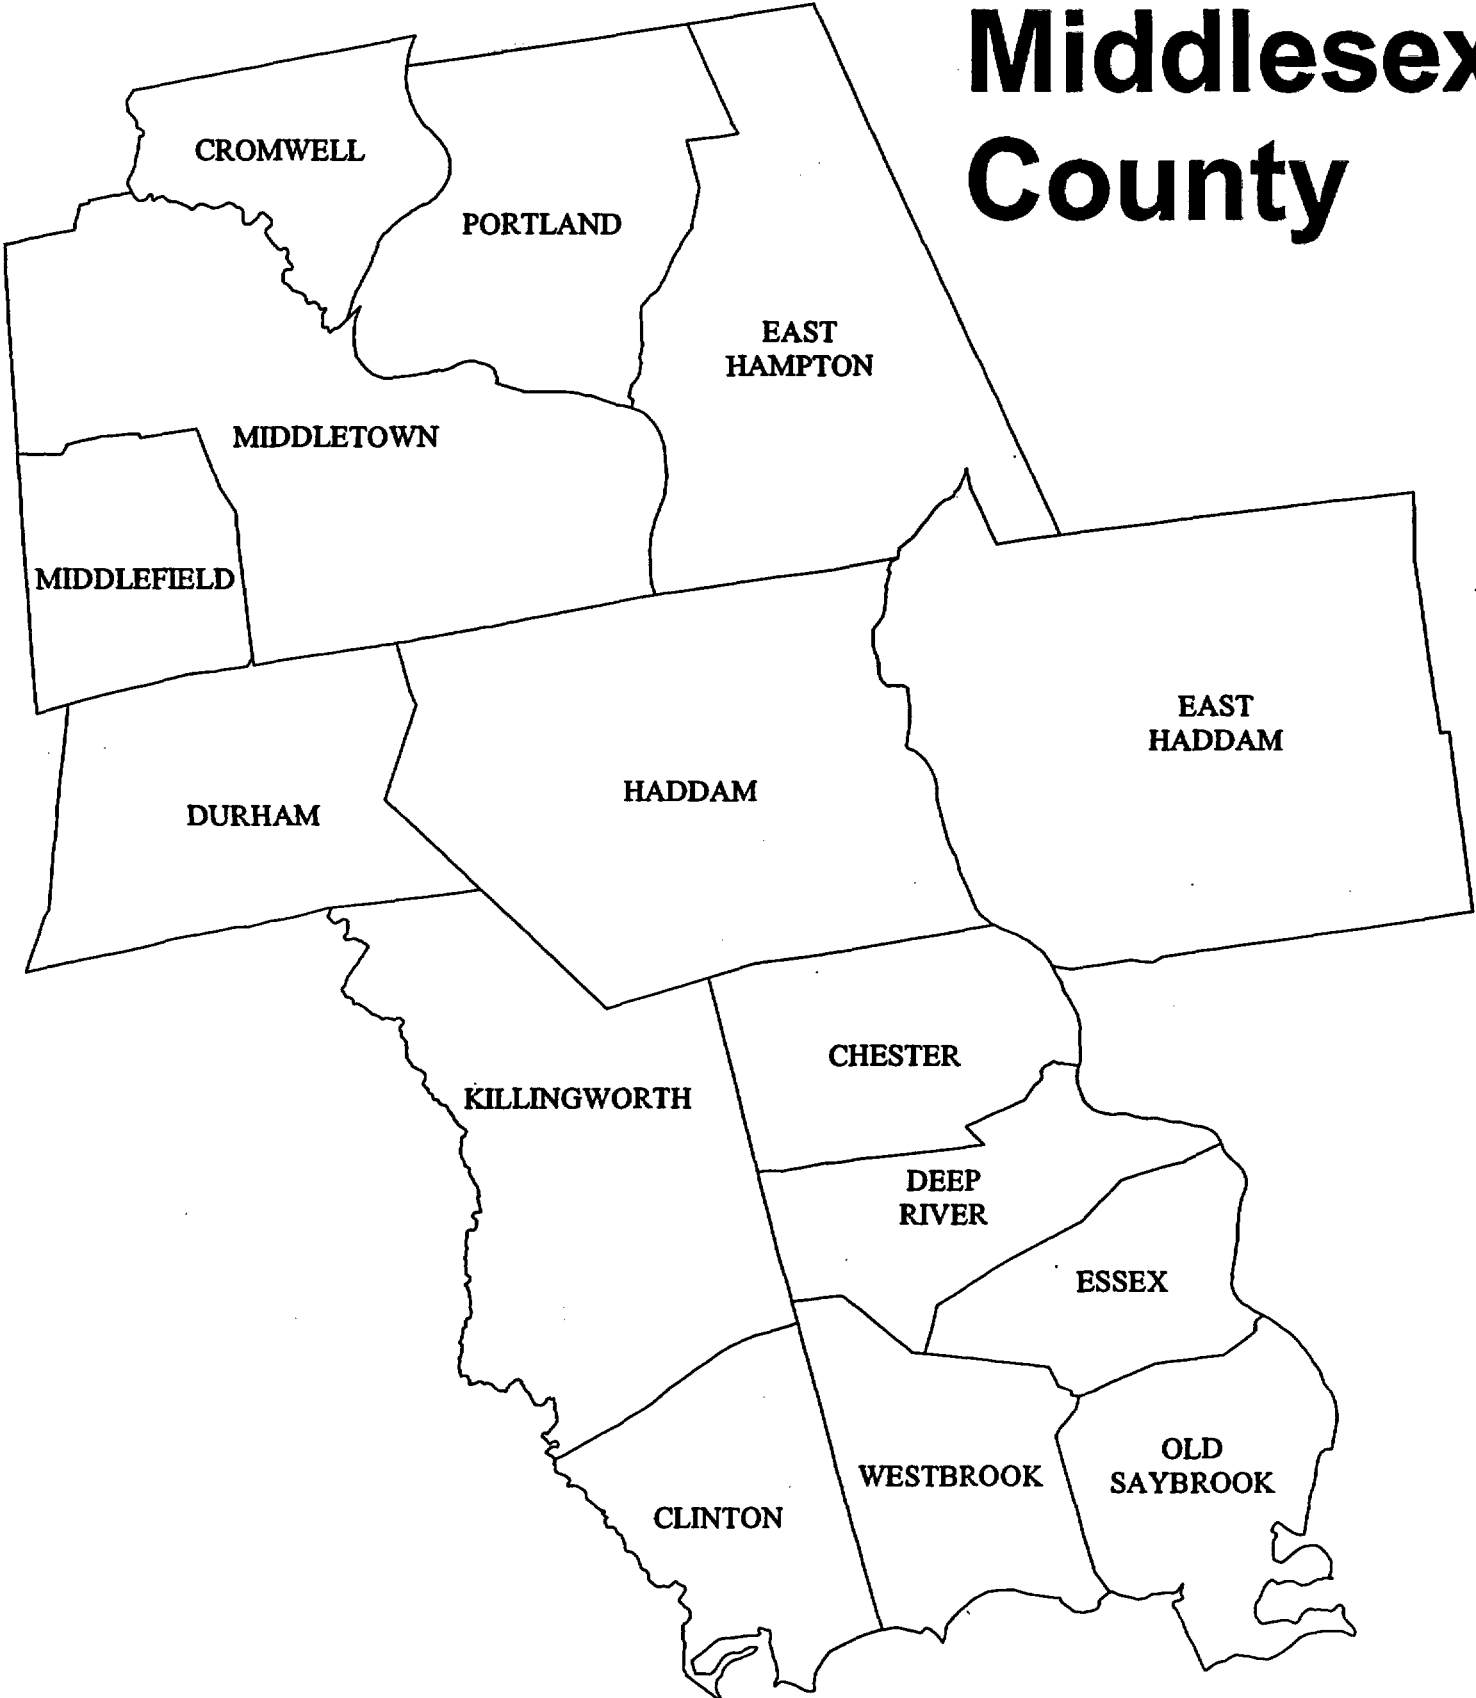 Middlesex
County
CROMWELL
PORTLAND
EAST
HAMPTON
MIDDLETOWN
MIDDLEFIELD
EAST
HADDAM
HADDAM
DURHAM
CHESTER
KILLINGWORTH
DEEP
RIVER
ESSEX
OLD
SAYBROOK
WESTBROOK
CLINTON